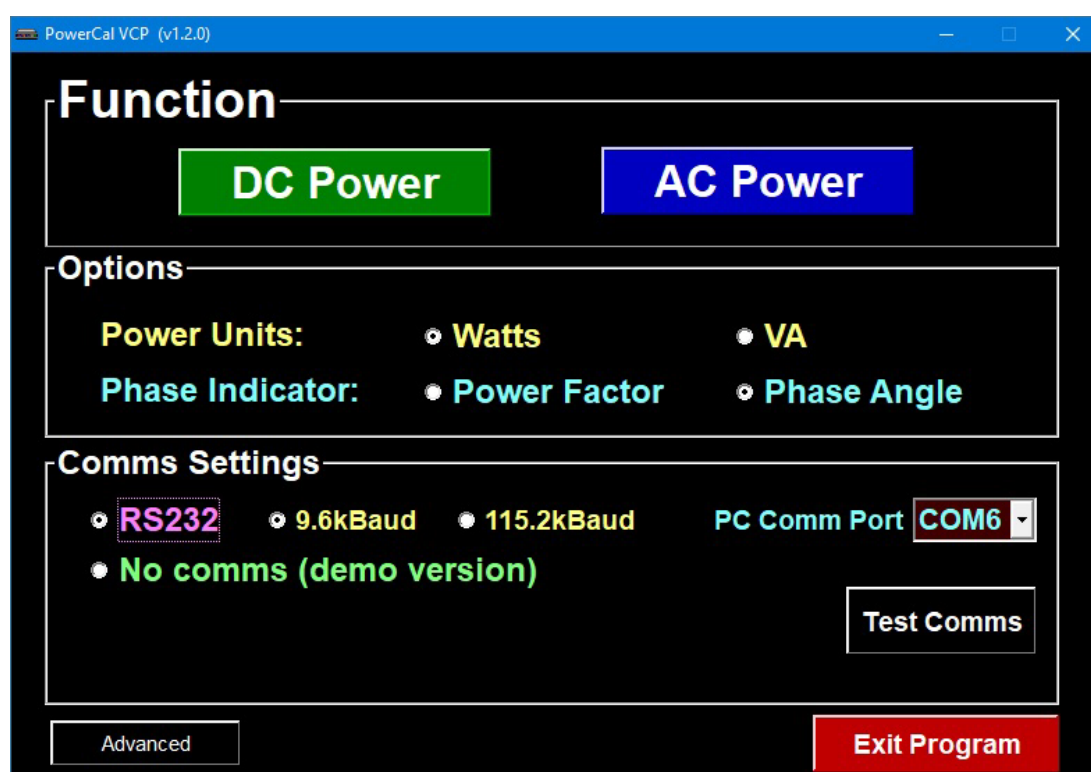 PowerCal VCP (v1.2.0)
Function
DC Power AC Power
Options
Power Units: Watts VA
Phase Indicator: Power Factor Phase Angle
Comms Settings
RS232 9.6kBaud 115.2kBaud PC Comm Port COM6
No comms (demo version)
Test Comms
Advanced Exit Program